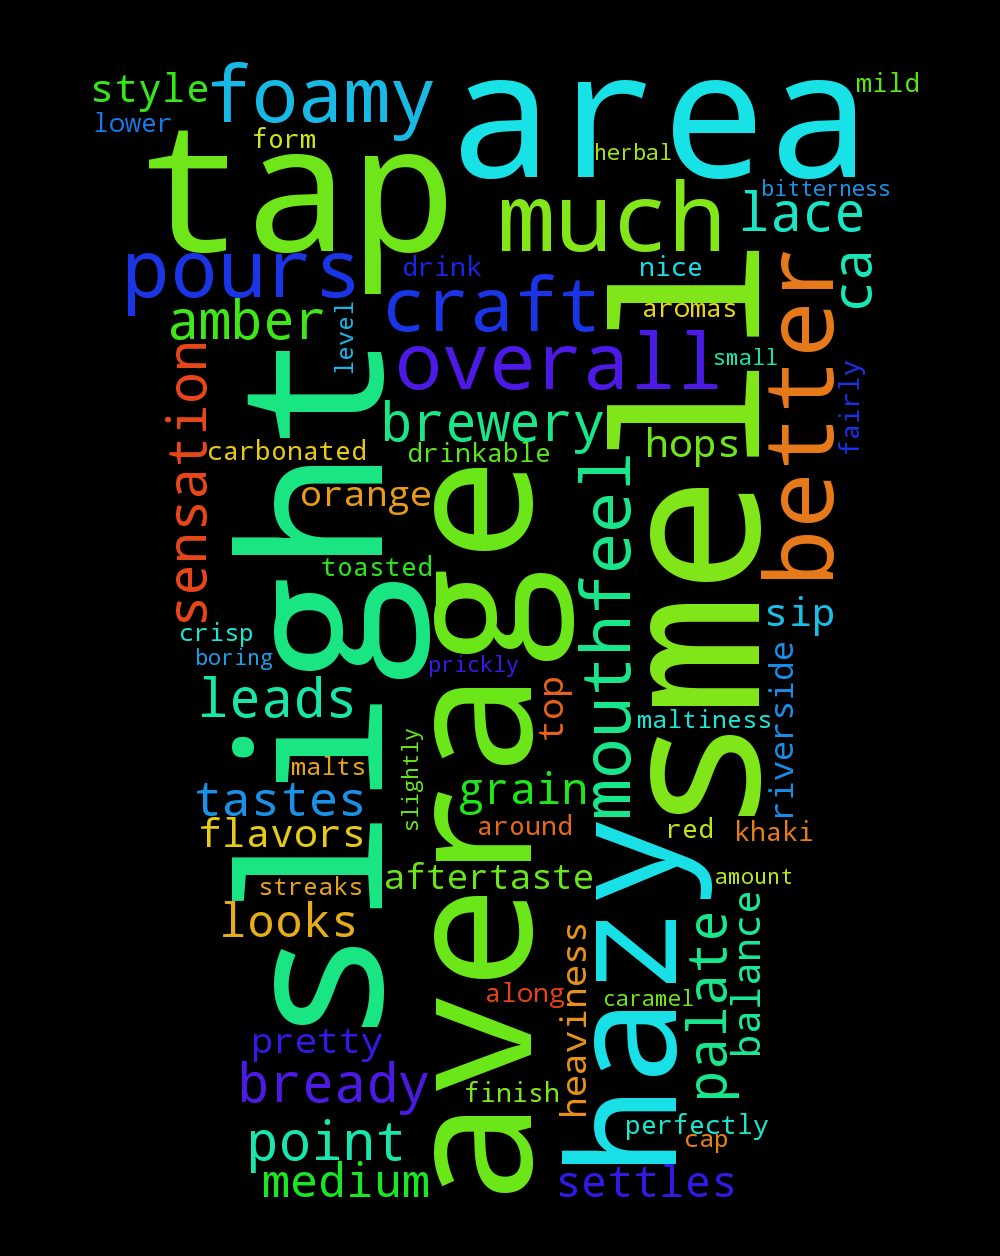 foamy
area
style
mild
lower
form
tap
herbal
much
bitterness
lace
pours
drink
nice
ca
craft
amber
level
aromas
overall
small
smell
better
sensation
slight
brewery
fairly
carbonated
drinkable
hops
orange
average
mouthfeel
toasted
sip
crisp
boring
prickly
riverside
leads
top
maltiness
slightly
malts
tastes
grain
flavors
around
red
khaki
aftertaste
amount
streaks
hazy
looks
palate
balance
heaviness
along
caramel
pretty
bready
finish
point
perfectly
cap
medium
settles